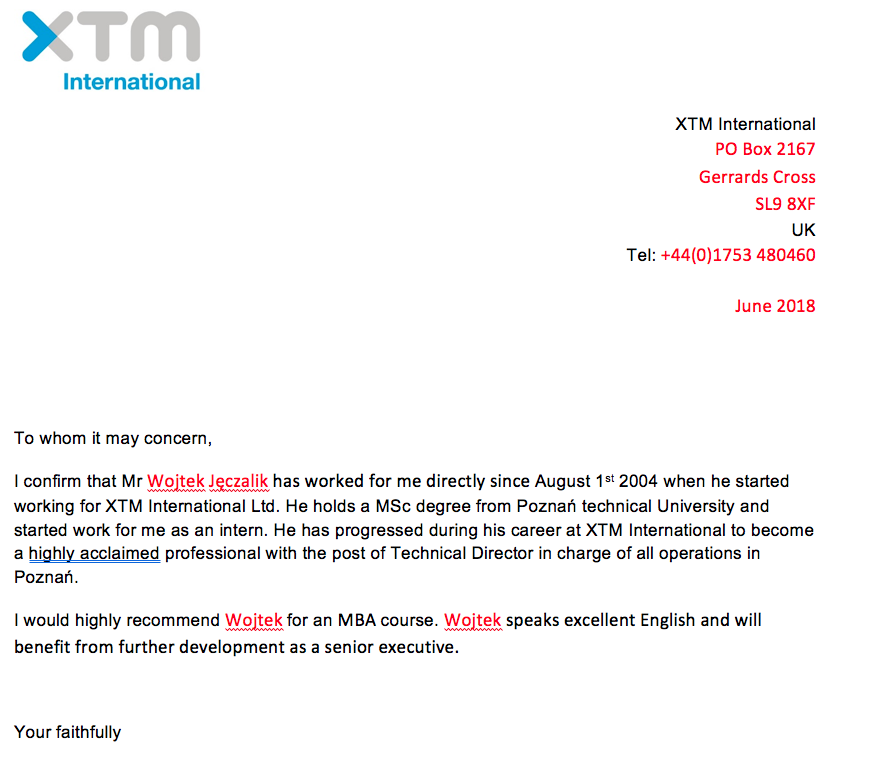 XTM
International
XTM International
PO Box 2167
Gerrards Cross
SL9 8XF
UK
Tel: +44(0)1753 480460
June 2018
To whom it may concern,
I confirm that Mr Wojtek Jęczalik has worked for me directly since August 1st 2004 when he started
working for XTM International Ltd. He holds a MSc degree from Poznań technical University and
started work for me as an intern. He has progressed during his career at XTM International to become
a highly acclaimed professional with the post of Technical Director in charge of all operations in
Poznań.
I would highly recommend Wojtek for an MBA course. Wojtek speaks excellent English and will
benefit from further development as a senior executive.
Your faithfully